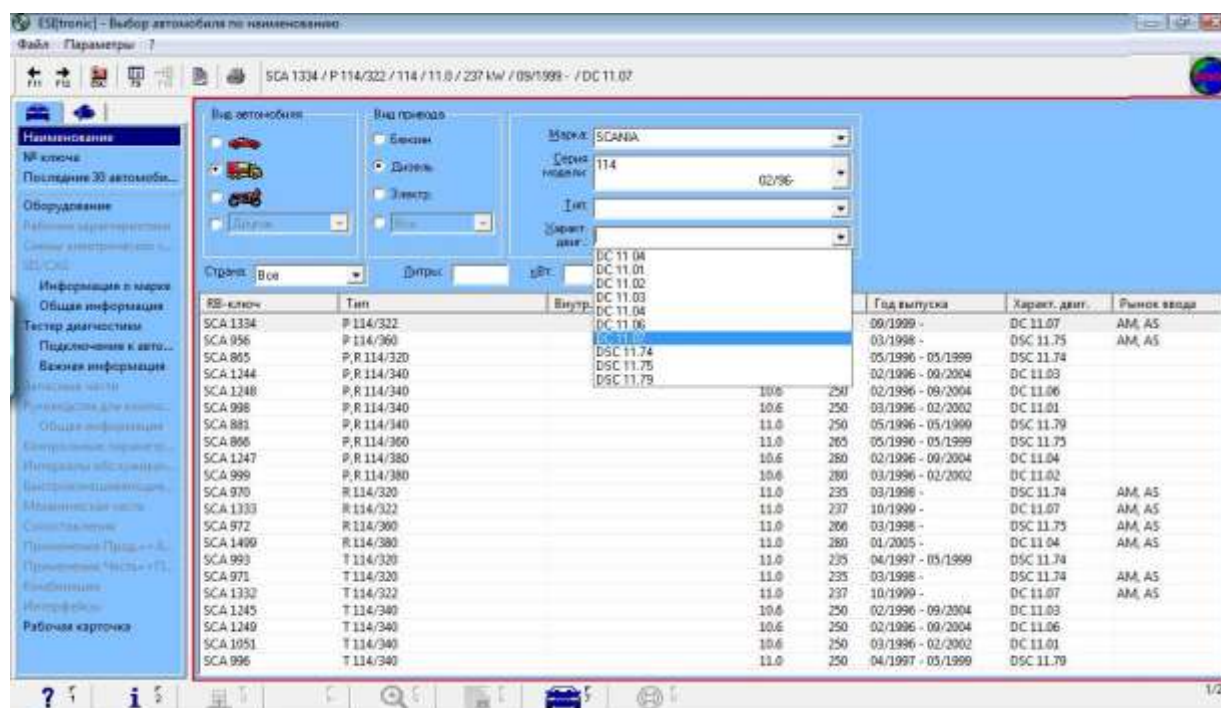 ESI[tronic] - Выбор автомобиля по наименованию
Файл Параметры ?
SCA 1334 / P 114/322 / 114 / 11.0 / 237 kW / 09/1999 - / DC 11.07
Наименование
№ ключа
Последние 30 автомоби...
Оборудование
Информация о марке
Общая информация
Тестер диагностики
Подключение к авто...
Важная информация
Общая информация
Рабочая карточка
Вид автомобиля
Другое
Вид привода
Бензин
Дизель
Электр.
Все
Марка: SCANIA
Серия модели: 114
02/96-
Тип:
Характ. двиг.:
DC 11 04
DC 11.01
DC 11.02
DC 11.03
DC 11.04
DC 11.06
DC 11.07
DSC 11.74
DSC 11.75
DSC 11.79
Страна: Все Литры: кВт:
RB-ключ Тип Внутр. Год выпуска Характ. двиг. Рынок ввода
SCA 1334 P 114/322 09/1999 - DC 11.07 AM, AS
SCA 956 P 114/360 03/1998 - DSC 11.75 AM, AS
SCA 865 P,R 114/320 05/1996 - 05/1999 DSC 11.74
SCA 1244 P,R 114/340 02/1996 - 09/2004 DC 11.03
SCA 1248 P,R 114/340 10.6 250 02/1996 - 09/2004 DC 11.06
SCA 998 P,R 114/340 10.6 250 03/1996 - 02/2002 DC 11.01
SCA 881 P,R 114/340 11.0 250 05/1996 - 05/1999 DSC 11.79
SCA 866 P,R 114/360 11.0 265 05/1996 - 05/1999 DSC 11.75
SCA 1247 P,R 114/380 10.6 280 02/1996 - 09/2004 DC 11.04
SCA 999 P,R 114/380 10.6 280 03/1996 - 02/2002 DC 11.02
SCA 970 R 114/320 11.0 235 03/1998 - DSC 11.74 AM, AS
SCA 1333 R 114/322 11.0 237 10/1999 - DC 11.07 AM, AS
SCA 972 R 114/360 11.0 266 03/1998 - DSC 11.75 AM, AS
SCA 1499 R 114/380 11.0 280 01/2005 - DC 11 04 AM, AS
SCA 993 T 114/320 11.0 235 04/1997 - 05/1999 DSC 11.74
SCA 971 T 114/320 11.0 235 03/1998 - DSC 11.74 AM, AS
SCA 1332 T 114/322 11.0 237 10/1999 - DC 11.07 AM, AS
SCA 1245 T 114/340 10.6 250 02/1996 - 09/2004 DC 11.03
SCA 1249 T 114/340 10.6 250 02/1996 - 09/2004 DC 11.06
SCA 1051 T 114/340 10.6 250 03/1996 - 02/2002 DC 11.01
SCA 996 T 114/340 11.0 250 04/1997 - 05/1999 DSC 11.79